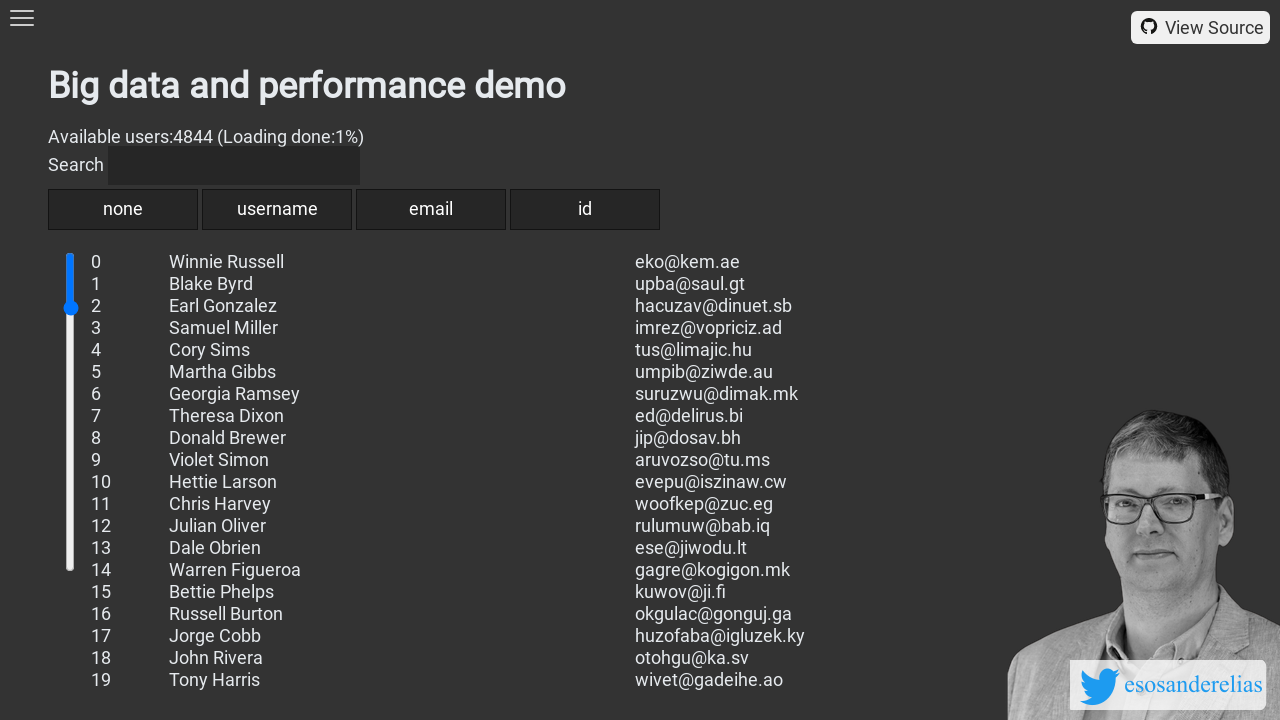 View Source
Big data and performance demo
Available users:4844 (Loading done:1%)
Search
none username email id
0 Winnie Russell eko@kem.ae
1 Blake Byrd upba@saul.gt
2 Earl Gonzalez hacuzav@dinuet.sb
3 Samuel Miller imrez@vopriciz.ad
4 Cory Sims tus@limajic.hu
5 Martha Gibbs umpib@ziwde.au
6 Georgia Ramsey suruzwu@dimak.mk
7 Theresa Dixon ed@delirus.bi
8 Donald Brewer jip@dosav.bh
9 Violet Simon aruvozso@tu.ms
10 Hettie Larson evepu@iszinaw.cw
11 Chris Harvey woofkep@zuc.eg
12 Julian Oliver rulumuw@bab.iq
13 Dale Obrien ese@jiwodu.lt
14 Warren Figueroa gagre@kogigon.mk
15 Bettie Phelps kuwov@ji.fi
16 Russell Burton okgulac@gonguj.ga
17 Jorge Cobb huzofaba@igluzek.ky
18 John Rivera otohgu@ka.sv
19 Tony Harris wivet@gadeihe.ao
esosanderelias